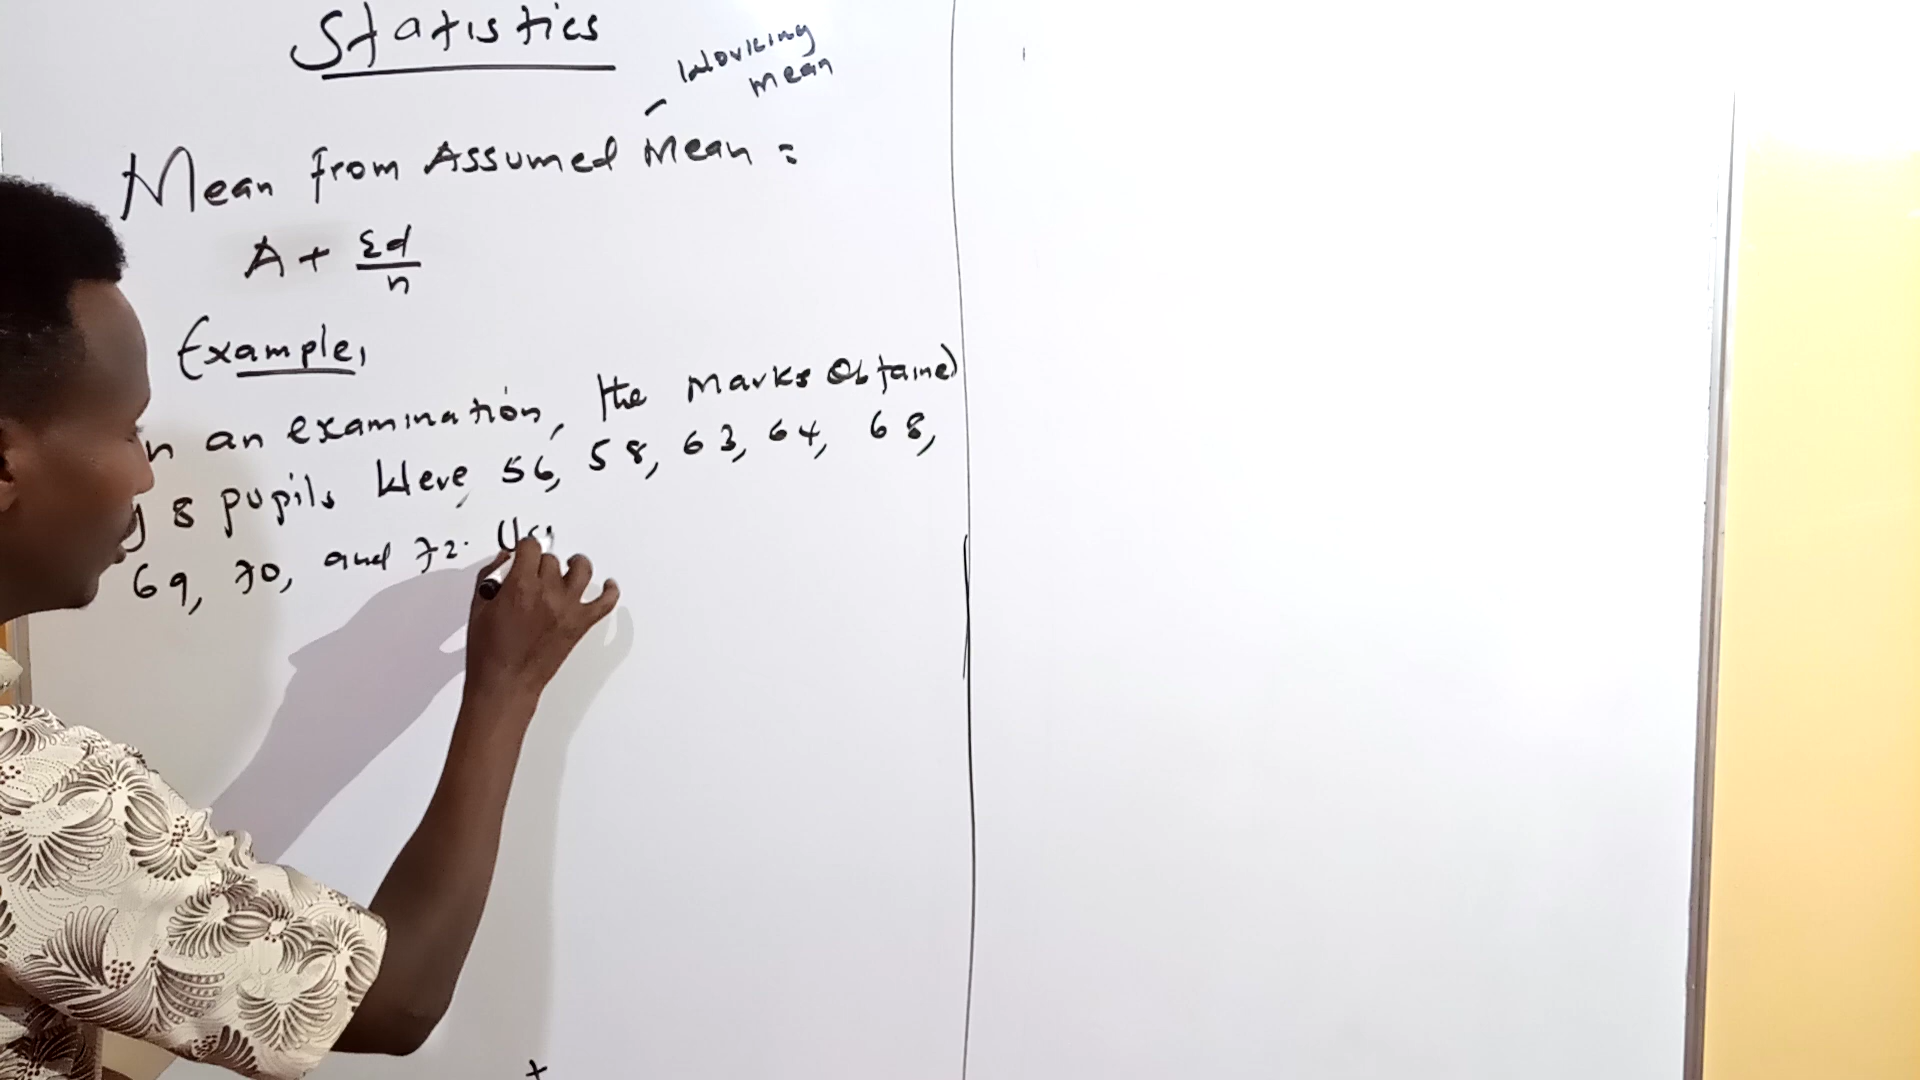 Statistics
working
mean
Mean from Assumed Mean =
A + Σd
n
Example,
n an examination, the marks obtained
y 8 pupils Were 56, 58, 63, 64, 68,
69, 70, and 72. Us
+